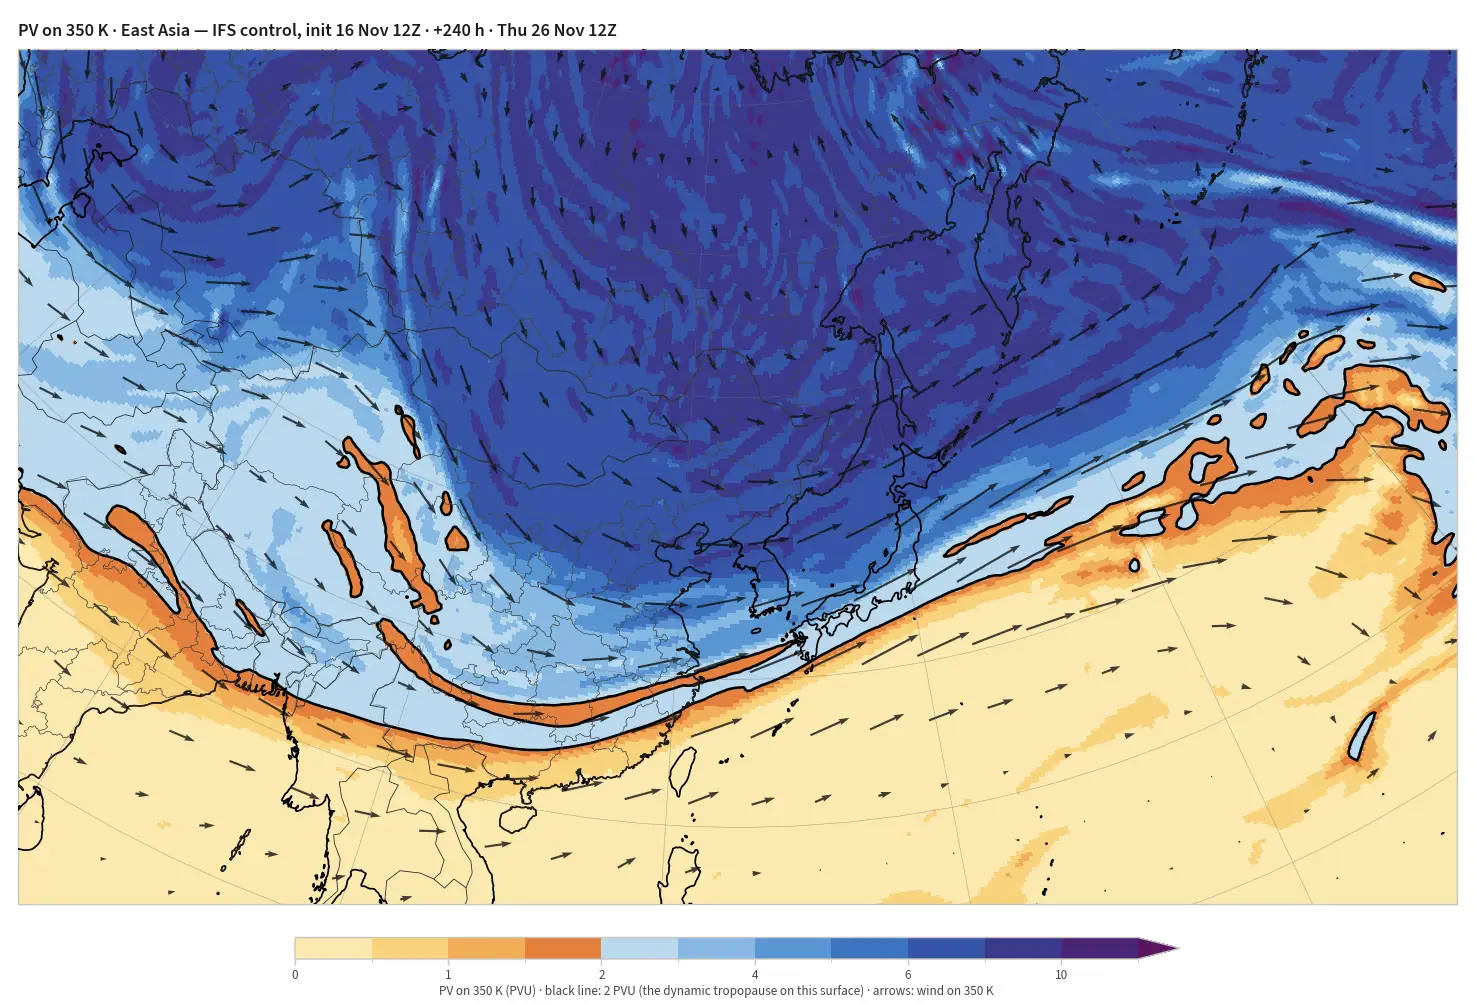 PV on 350 K · East Asia — IFS control, init 16 Nov 12Z · +240 h · Thu 26 Nov 12Z
0 1 2 4 6 10
PV on 350 K (PVU) · black line: 2 PVU (the dynamic tropopause on this surface) · arrows: wind on 350 K